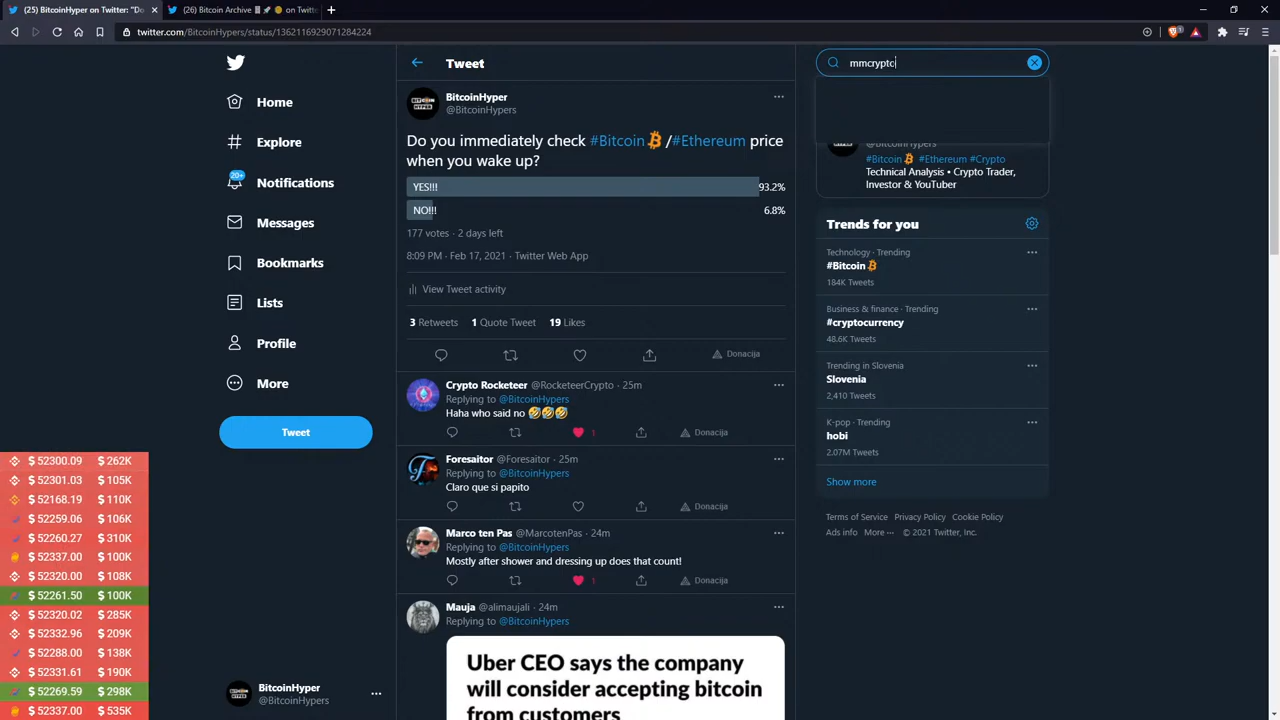 (25) BitcoinHyper on Twitter: "Do
(26) Bitcoin Archive
on Twitt
twitter.com/BitcoinHypers/status/1362116929071284224
Home
Explore
20+
Notifications
Messages
Bookmarks
Lists
Profile
More
Tweet
$ 52300.09 $ 262K
$ 52301.03 $ 105K
$ 52168.19 $ 110K
$ 52259.06 $ 106K
$ 52260.27 $ 310K
$ 52337.00 $ 100K
$ 52320.00 $ 108K
$ 52261.50 $ 100K
$ 52320.02 $ 285K
$ 52332.96 $ 209K
$ 52288.00 $ 138K
$ 52331.61 $ 190K
$ 52269.59 $ 298K
$ 52337.00 $ 535K
BitcoinHyper
@BitcoinHypers
Tweet
BitcoinHyper
@BitcoinHypers
Do you immediately check #Bitcoin /#Ethereum price
when you wake up?
YES!!! 93.2%
NO!!! 6.8%
177 votes · 2 days left
8:09 PM · Feb 17, 2021 · Twitter Web App
View Tweet activity
3 Retweets 1 Quote Tweet 19 Likes
Donacija
Crypto Rocketeer @RocketeerCrypto · 25m
Replying to @BitcoinHypers
Haha who said no 🤣🤣🤣
1 Donacija
Foresaitor @Foresaitor · 25m
Replying to @BitcoinHypers
Claro que si papito
Donacija
Marco ten Pas @MarcotenPas · 24m
Replying to @BitcoinHypers
Mostly after shower and dressing up does that count!
1 Donacija
Mauja @alimaujali · 24m
Replying to @BitcoinHypers
Uber CEO says the company
will consider accepting bitcoin
from customers
mmcryptc
@BitcoinHypers
#Bitcoin #Ethereum #Crypto
Technical Analysis • Crypto Trader,
Investor & YouTuber
Trends for you
Technology · Trending
#Bitcoin
184K Tweets
Business & finance · Trending
#cryptocurrency
48.6K Tweets
Trending in Slovenia
Slovenia
2,410 Tweets
K-pop · Trending
hobi
2.07M Tweets
Show more
Terms of Service Privacy Policy Cookie Policy
Ads info More ··· © 2021 Twitter, Inc.